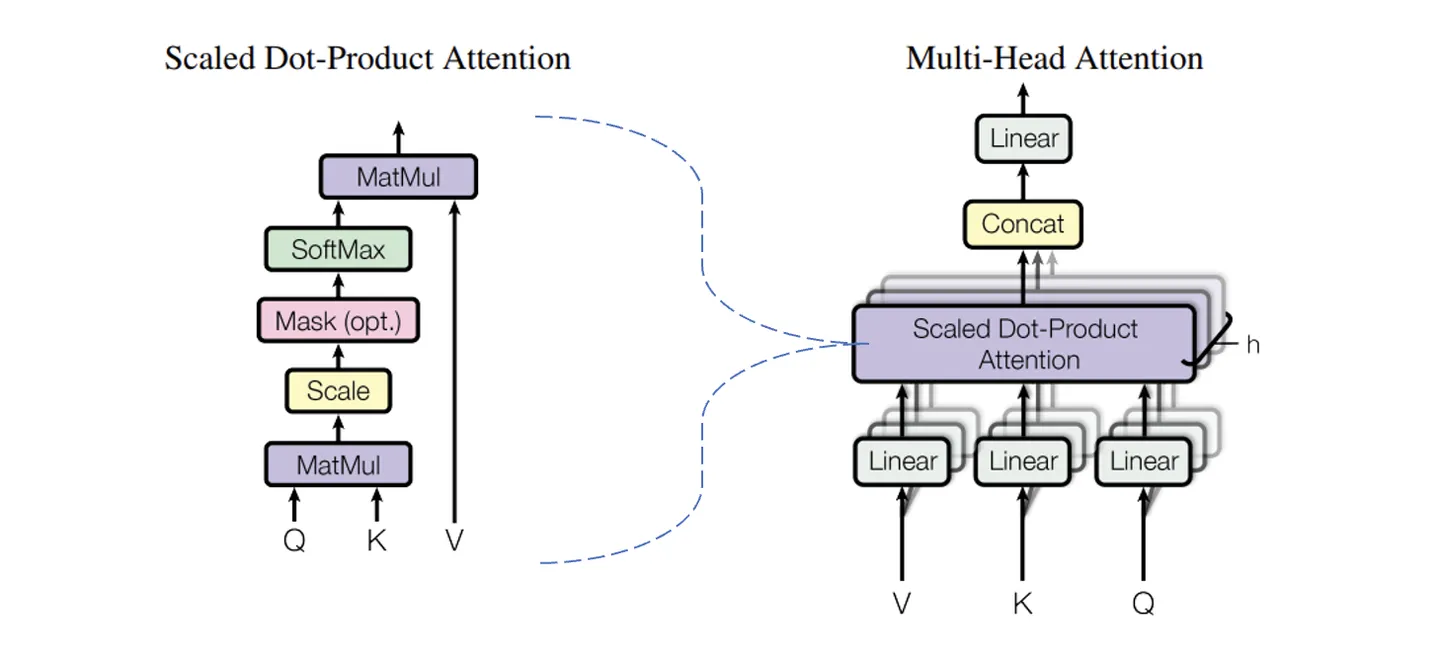 Scaled Dot-Product Attention
MatMul
SoftMax
Mask (opt.)
Scale
MatMul
Q K V
Multi-Head Attention
Linear
Concat
Scaled Dot-Product
Attention
h
Linear Linear Linear
V K Q